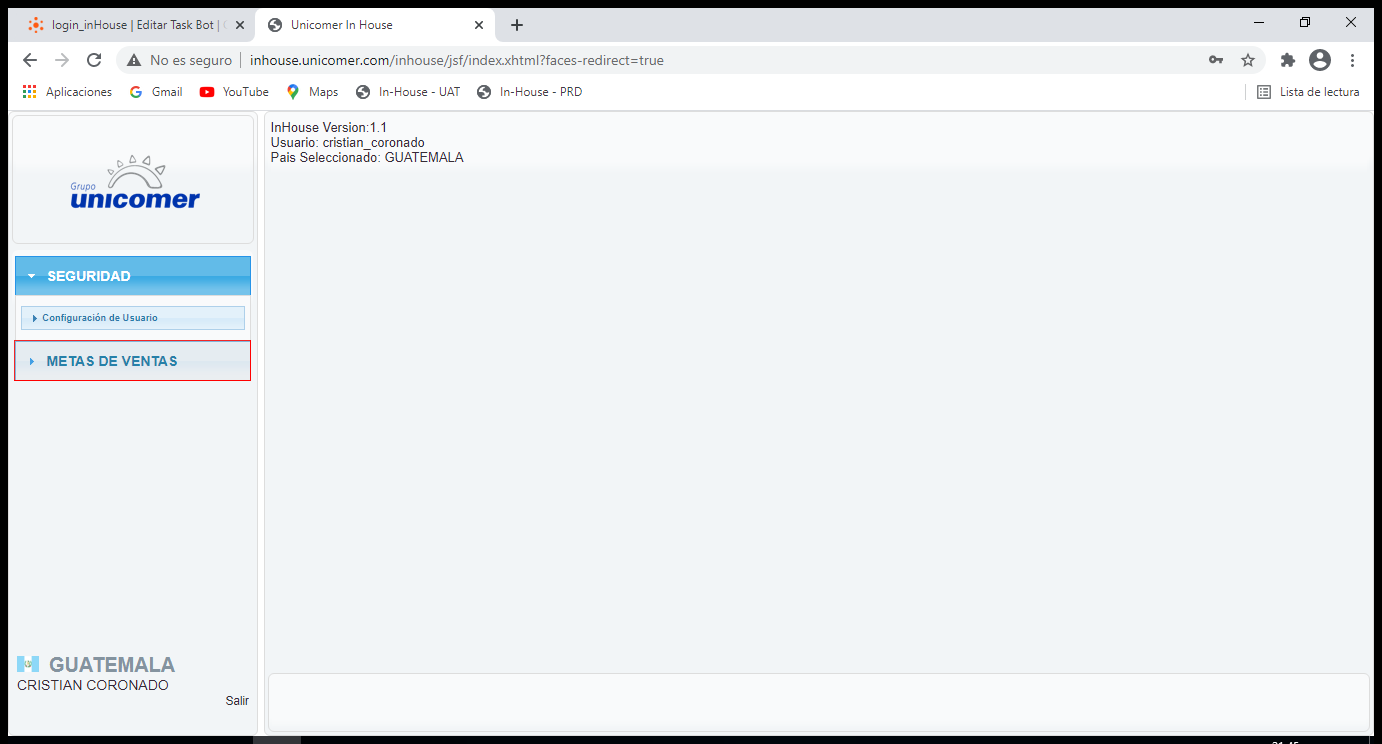 login_inHouse | Editar Task Bot |
Unicomer In House
No es seguro
inhouse.unicomer.com/inhouse/jsf/index.xhtml?faces-redirect=true
Aplicaciones
Gmail
YouTube
Maps
In-House - UAT
In-House - PRD
Lista de lectura
Grupo
unicomer
InHouse Version:1.1
Usuario: cristian_coronado
Pais Seleccionado: GUATEMALA
SEGURIDAD
Configuración de Usuario
METAS DE VENTAS
GUATEMALA
CRISTIAN CORONADO
Salir